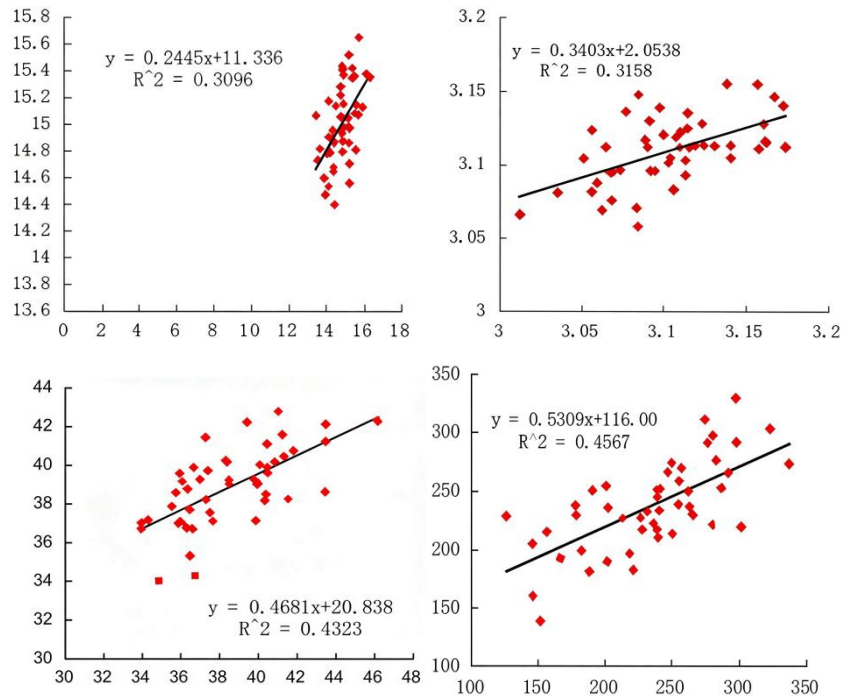 15.8
15.6
15.4
15.2
15
14.8
14.6
14.4
14.2
14
13.8
13.6
0 2 4 6 8 10 12 14 16 18
y = 0.2445x+11.336
R^2 = 0.3096
3.2
3.15
3.1
3.05
3
3 3.05 3.1 3.15 3.2
y = 0.3403x+2.0538
R^2 = 0.3158
44
42
40
38
36
34
32
30
30 32 34 36 38 40 42 44 46 48
y = 0.4681x+20.838
R^2 = 0.4323
350
300
250
200
150
100
100 150 200 250 300 350
y = 0.5309x+116.00
R^2 = 0.4567